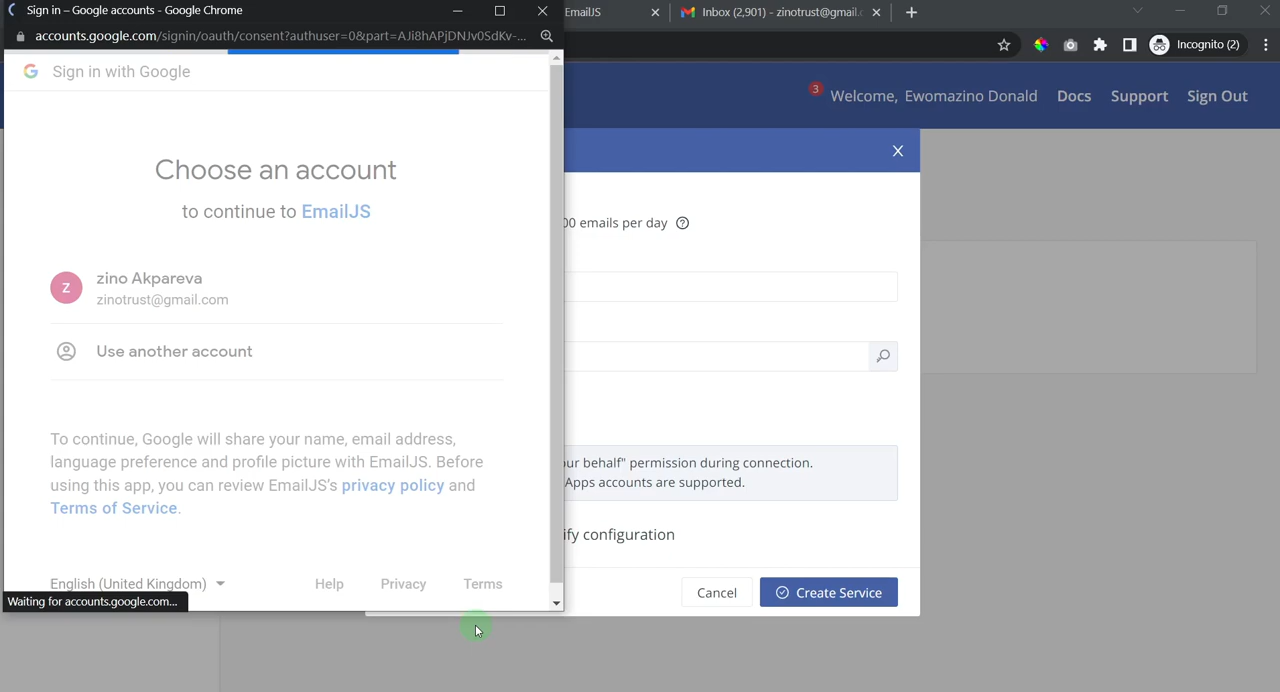 Sign in – Google accounts - Google Chrome
EmailJS
Inbox (2,901) - zinotrust@gmail.
accounts.google.com/signin/oauth/consent?authuser=0&part=AJi8hAPjDNJv0SdKv-...
Incognito (2)
G Sign in with Google
3
Welcome, Ewomazino Donald
Docs
Support
Sign Out
Choose an account
to continue to EmailJS
00 emails per day
z
zino Akpareva
zinotrust@gmail.com
Use another account
To continue, Google will share your name, email address,
language preference and profile picture with EmailJS. Before
using this app, you can review EmailJS's privacy policy and
Terms of Service.
our behalf" permission during connection.
Apps accounts are supported.
ify configuration
English (United Kingdom)
Help
Privacy
Terms
Waiting for accounts.google.com...
Cancel
Create Service